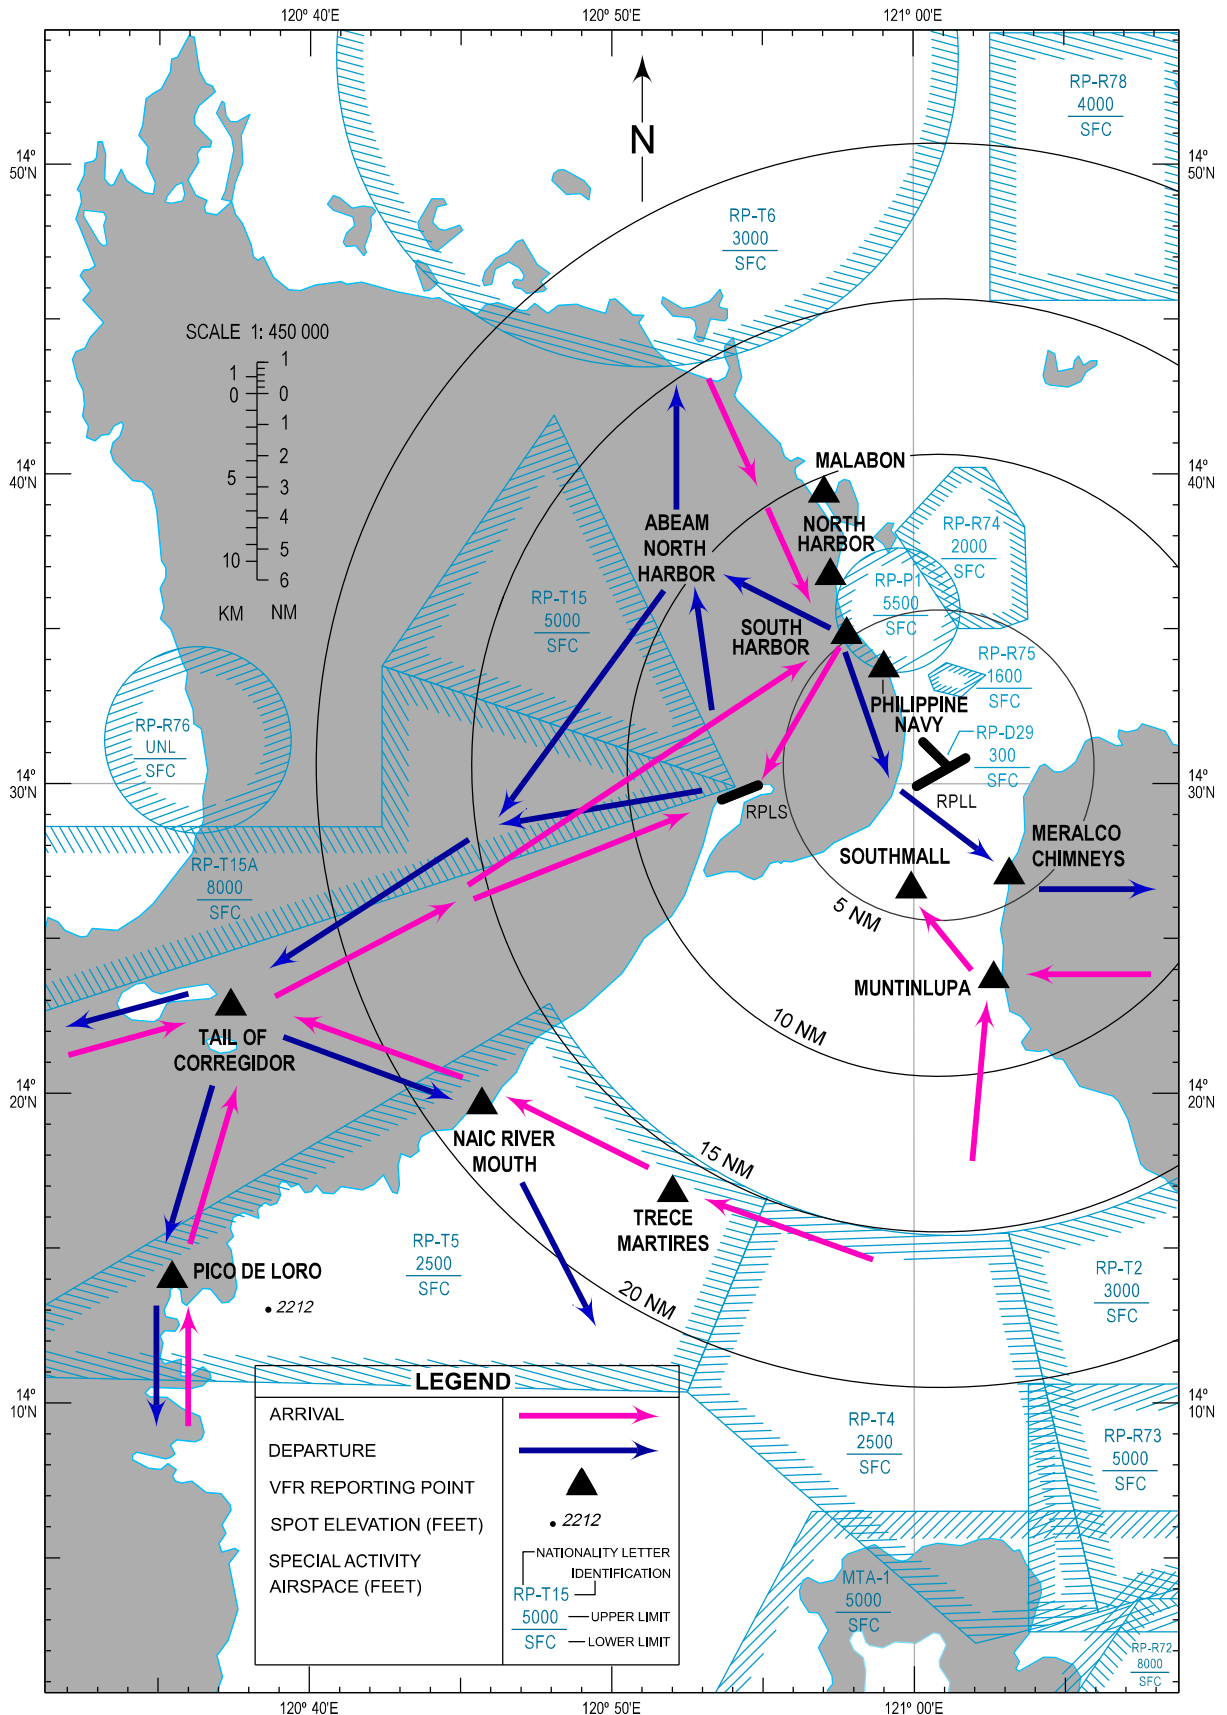 120° 40'E
120° 50'E
121° 00'E
14°
50'N
14°
50'N
N
RP-R78
4000
SFC
RP-T6
3000
SFC
SCALE 1: 450 000
1
0
5
10
1
0
1
2
3
4
5
6
KM
NM
14°
40'N
14°
40'N
MALABON
ABEAM
NORTH
HARBOR
NORTH
HARBOR
RP-R74
2000
SFC
RP-P1
5500
SFC
RP-T15
5000
SFC
SOUTH
HARBOR
RP-R75
1600
SFC
PHILIPPINE
NAVY
RP-D29
300
SFC
RP-R76
UNL
SFC
14°
30'N
14°
30'N
RPLS
RPLL
MERALCO
CHIMNEYS
SOUTHMALL
RP-T15A
8000
SFC
5 NM
MUNTINLUPA
10 NM
TAIL OF
CORREGIDOR
14°
20'N
14°
20'N
NAIC RIVER
MOUTH
15 NM
TRECE
MARTIRES
RP-T5
2500
SFC
PICO DE LORO
2212
20 NM
RP-T2
3000
SFC
14°
10'N
14°
10'N
LEGEND
ARRIVAL
DEPARTURE
VFR REPORTING POINT
SPOT ELEVATION (FEET)
2212
SPECIAL ACTIVITY
AIRSPACE (FEET)
NATIONALITY LETTER
IDENTIFICATION
RP-T15
5000
SFC
UPPER LIMIT
LOWER LIMIT
RP-T4
2500
SFC
RP-R73
5000
SFC
MTA-1
5000
SFC
RP-R72
8000
SFC
120° 40'E
120° 50'E
121° 00'E